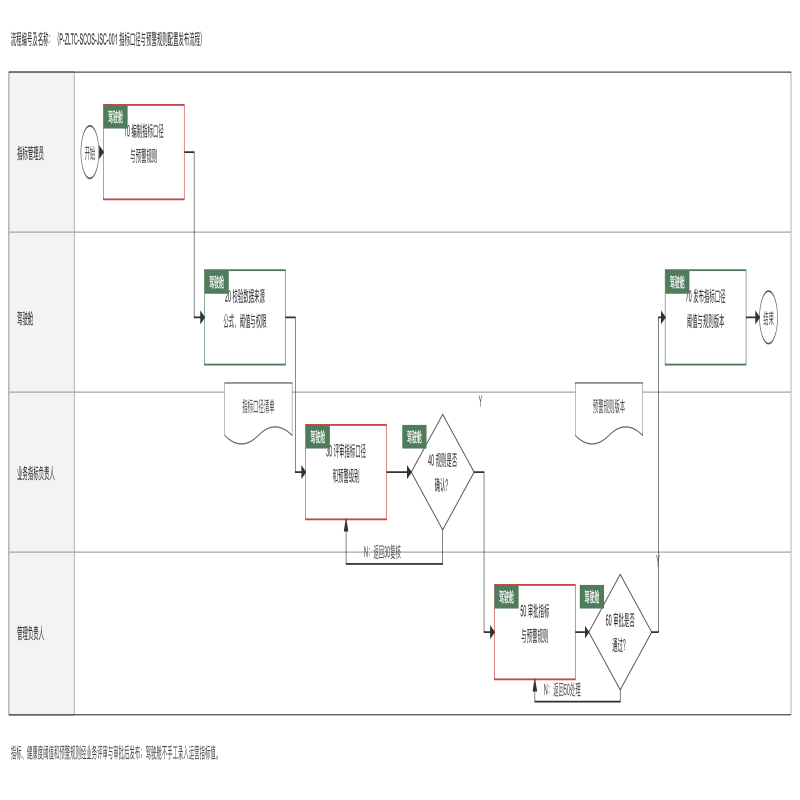 流程编号及名称：（P-ZLTC-SCOS-JSC-001 指标口径与预警规则配置发布流程）
指标管理员
开始
驾驶舱
10 编制指标口径
与预警规则
驾驶舱
驾驶舱
20 校验数据来源
公式、阈值与权限
驾驶舱
70 发布指标口径
阈值与规则版本
结束
业务指标负责人
指标口径清单
驾驶舱
30 评审指标口径
和预警级别
驾驶舱
40 规则是否
确认?
Y
预警规则版本
N：返回30复核
管理负责人
驾驶舱
50 审批指标
与预警规则
驾驶舱
60 审批是否
通过?
Y
N：返回50处理
指标、健康度阈值和预警规则经业务评审与审批后发布；驾驶舱不手工录入运营指标值。